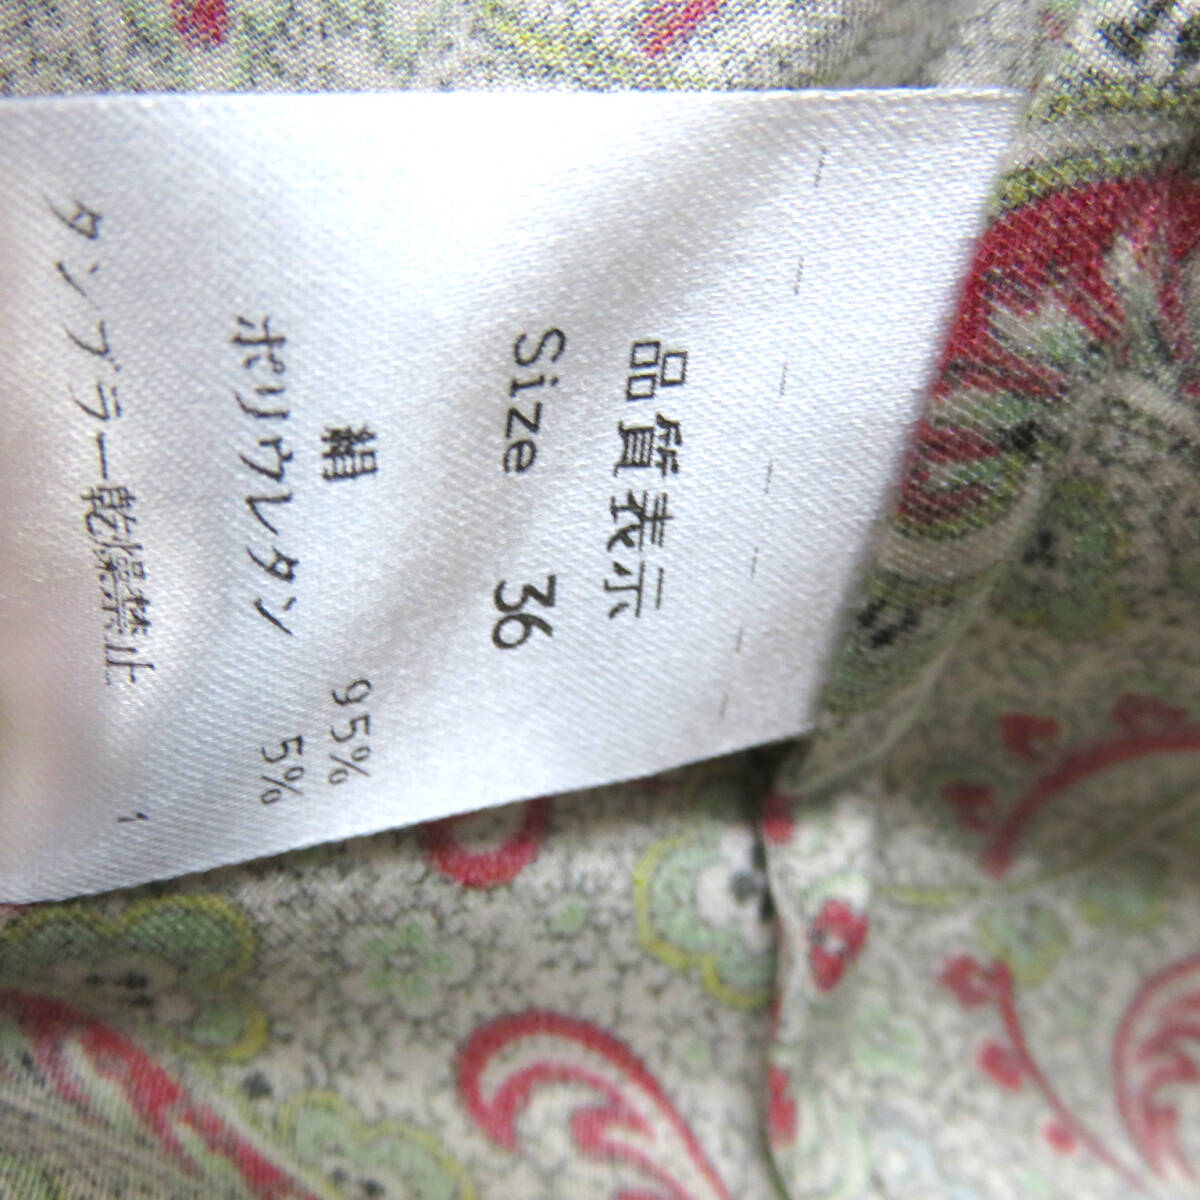 品質表示
Size 36
絹 95%
ポリウレタン 5%
タンブラー乾燥禁止.
1